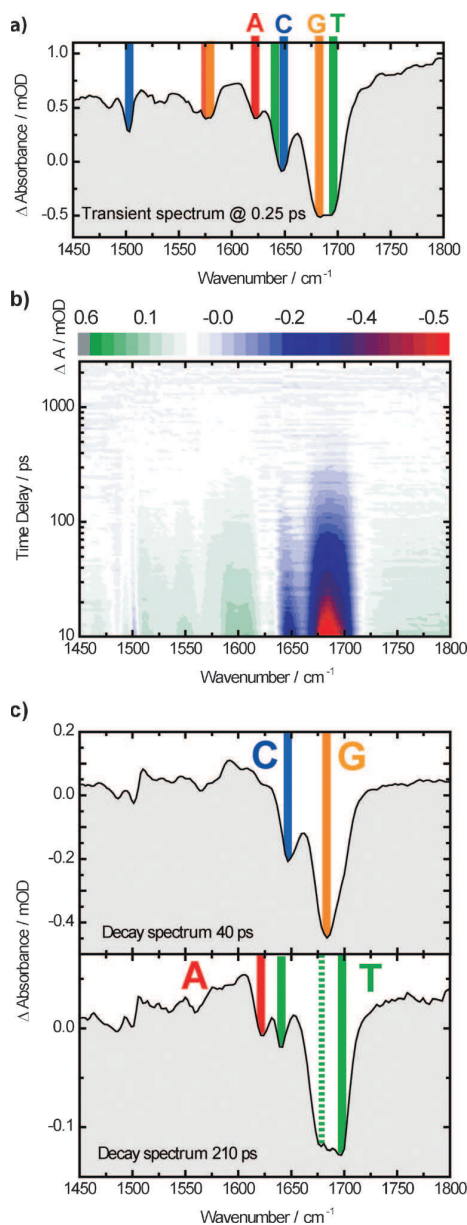 a)
A C G T
1.0
0.5
0.0
-0.5
Δ Absorbance / mOD
Transient spectrum @ 0.25 ps
1450 1500 1550 1600 1650 1700 1750 1800
Wavenumber / cm-1
b)
Δ A / mOD
0.6 0.1 -0.0 -0.2 -0.4 -0.5
1000
100
10
Time Delay / ps
1450 1500 1550 1600 1650 1700 1750 1800
Wavenumber / cm-1
c)
0.2
0.0
-0.2
-0.4
C G
Decay spectrum 40 ps
Δ Absorbance / mOD
0.0
-0.1
A T
Decay spectrum 210 ps
1450 1500 1550 1600 1650 1700 1750 1800
Wavenumber / cm-1